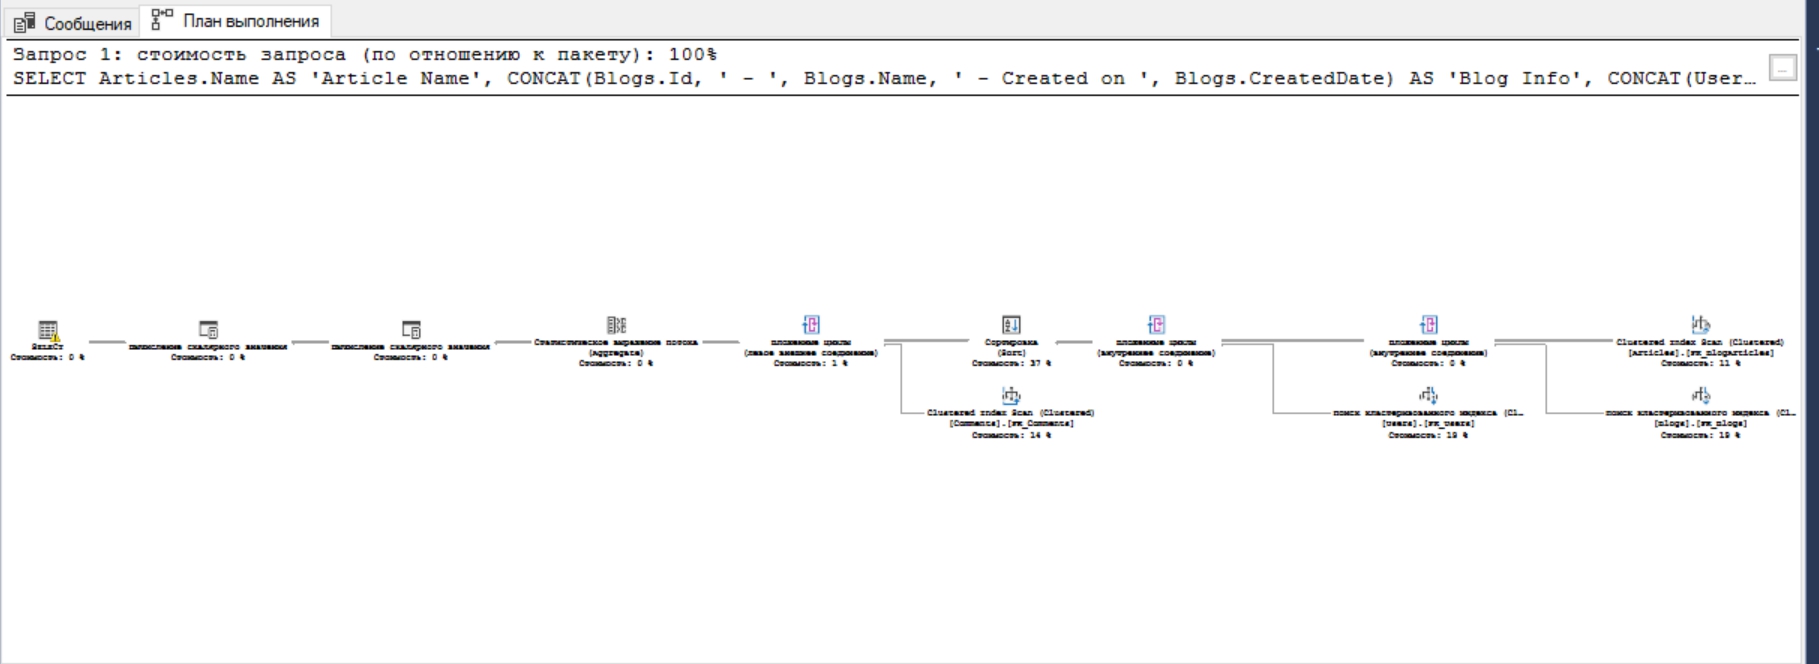 Сообщения
План выполнения
Запрос 1: стоимость запроса (по отношению к пакету): 100%
SELECT Articles.Name AS 'Article Name', CONCAT(Blogs.Id, ' - ', Blogs.Name, ' - Created on ', Blogs.CreatedDate) AS 'Blog Info', CONCAT(User…
...
SELECT
Стоимость: 0 %
Вычисление скалярного значения
Стоимость: 0 %
Вычисление скалярного значения
Стоимость: 0 %
Статистическое выражение потока
(Aggregate)
Стоимость: 0 %
Вложенные циклы
(левое внешнее соединение)
Стоимость: 1 %
Сортировка
(Sort)
Стоимость: 37 %
Вложенные циклы
(внутреннее соединение)
Стоимость: 0 %
Вложенные циклы
(внутреннее соединение)
Стоимость: 0 %
Clustered Index Scan (Clustered)
[Articles].[PK_BlogArticles]
Стоимость: 11 %
Clustered Index Scan (Clustered)
[Comments].[PK_Comments]
Стоимость: 14 %
Поиск кластеризованного индекса (Cl…
[Users].[PK_Users]
Стоимость: 18 %
Поиск кластеризованного индекса (Cl…
[Blogs].[PK_Blogs]
Стоимость: 18 %